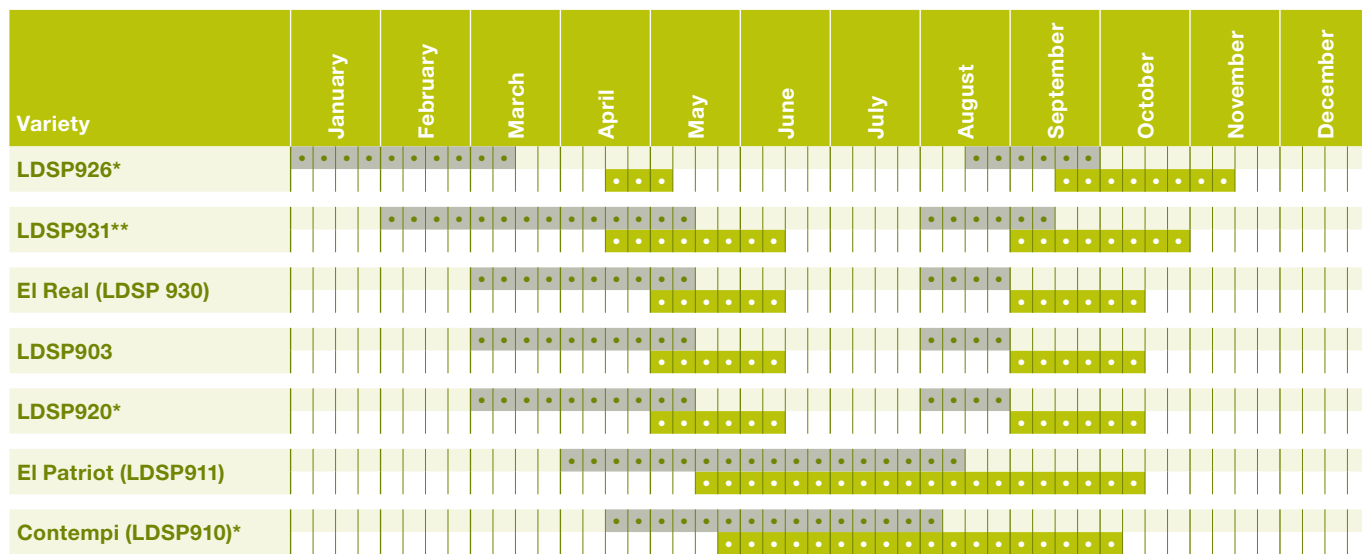 Variety
January
February
March
April
May
June
July
August
September
October
November
December
LDSP926*
LDSP931**
El Real (LDSP 930)
LDSP903
LDSP920*
El Patriot (LDSP911)
Contempi (LDSP910)*